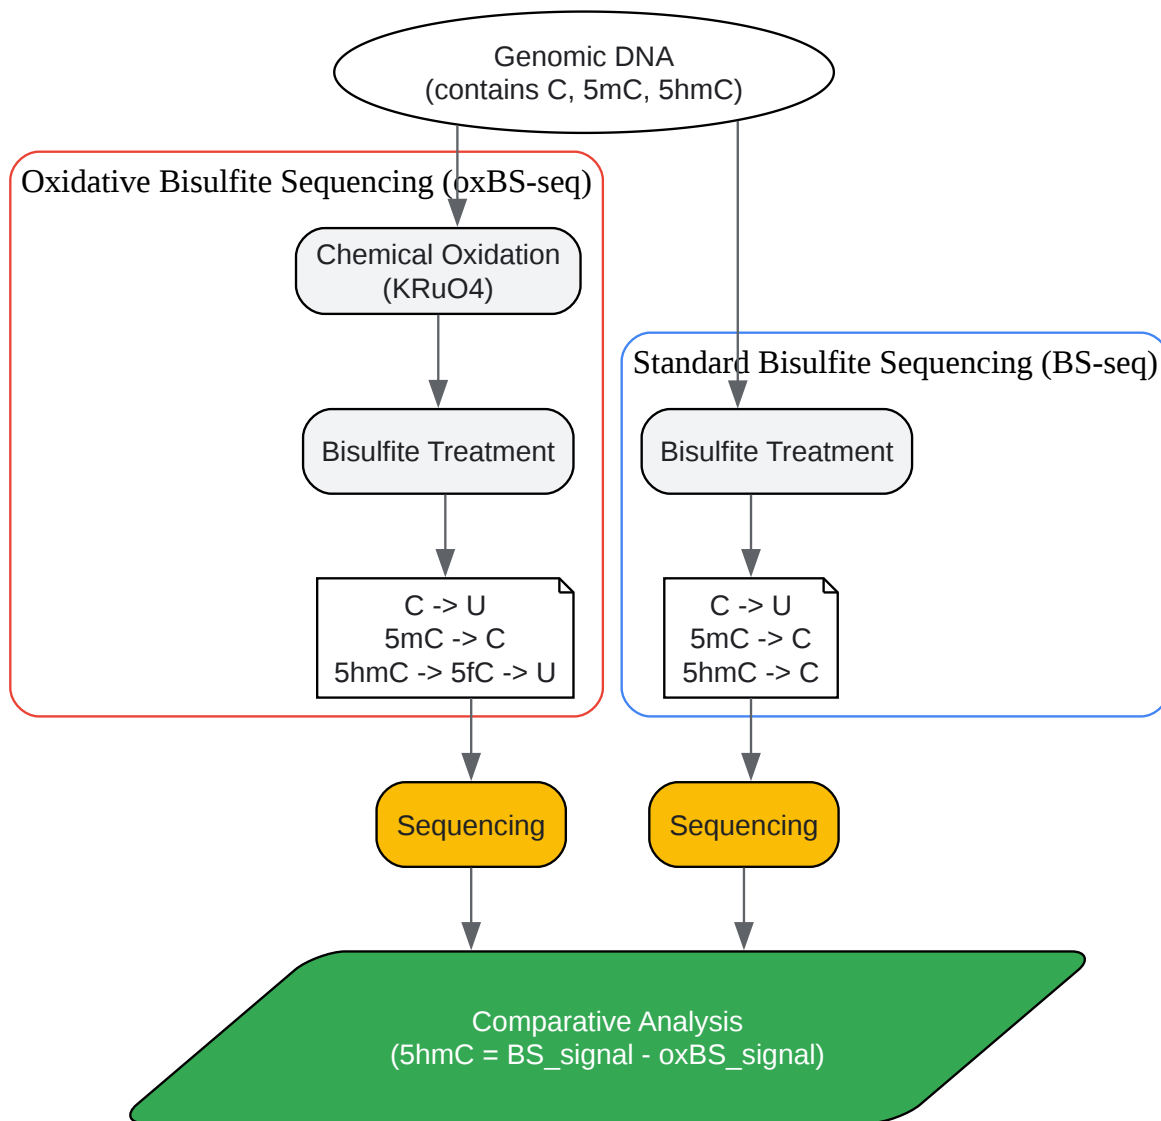 Genomic DNA
(contains C, 5mC, 5hmC)
Oxidative Bisulfite Sequencing (oxBS-seq)
Chemical Oxidation
(KRuO4)
Bisulfite Treatment
C -> U
5mC -> C
5hmC -> 5fC -> U
Sequencing
Standard Bisulfite Sequencing (BS-seq)
Bisulfite Treatment
C -> U
5mC -> C
5hmC -> C
Sequencing
Comparative Analysis
(5hmC = BS_signal - oxBS_signal)